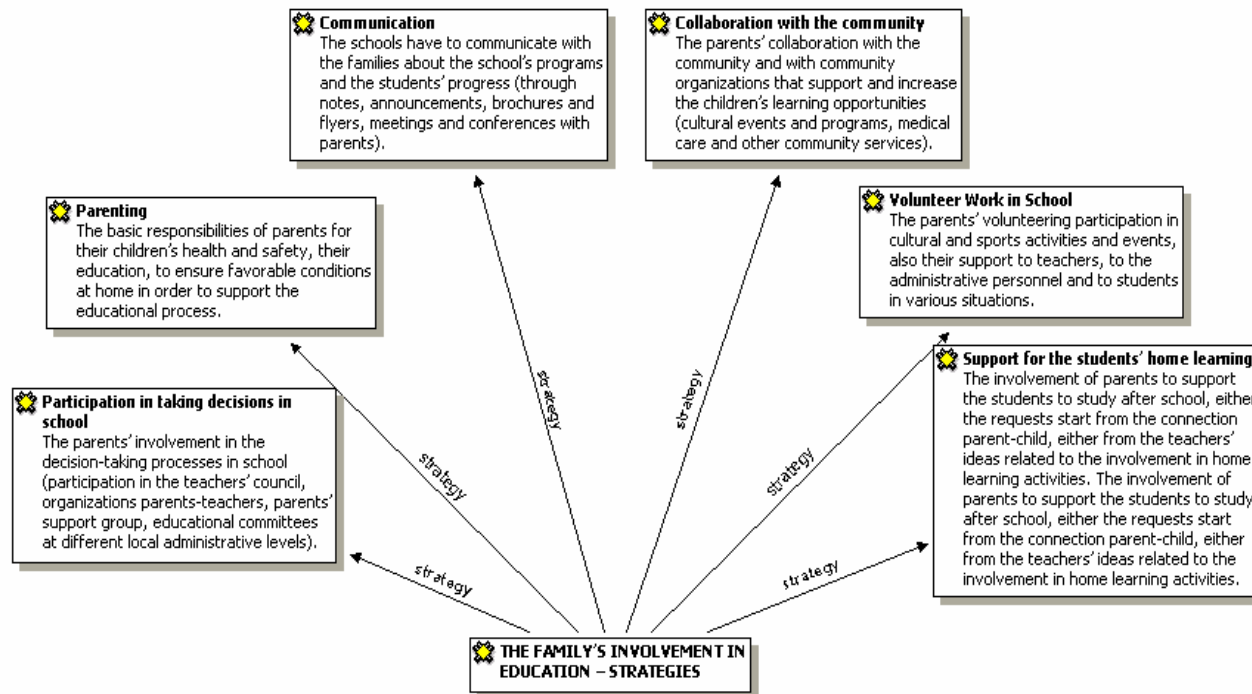 Communication
The schools have to communicate with
the families about the school's programs
and the students' progress (through
notes, announcements, brochures and
flyers, meetings and conferences with
parents).
Collaboration with the community
The parents' collaboration with the
community and with community
organizations that support and increase
the children's learning opportunities
(cultural events and programs, medical
care and other community services).
Parenting
The basic responsibilities of parents for
their children's health and safety, their
education, to ensure favorable conditions
at home in order to support the
educational process.
Volunteer Work in School
The parents' volunteering participation in
cultural and sports activities and events,
also their support to teachers, to the
administrative personnel and to students
in various situations.
Participation in taking decisions in
school
The parents' involvement in the
decision-taking processes in school
(participation in the teachers' council,
organizations parents-teachers, parents'
support group, educational committees
at different local administrative levels).
Support for the students' home learning
The involvement of parents to support
the students to study after school, either
the requests start from the connection
parent-child, either from the teachers'
ideas related to the involvement in home
learning activities. The involvement of
parents to support the students to study
after school, either the requests start
from the connection parent-child, either
from the teachers' ideas related to the
involvement in home learning activities.
strategy
strategy
strategy
strategy
strategy
strategy
THE FAMILY'S INVOLVEMENT IN
EDUCATION – STRATEGIES